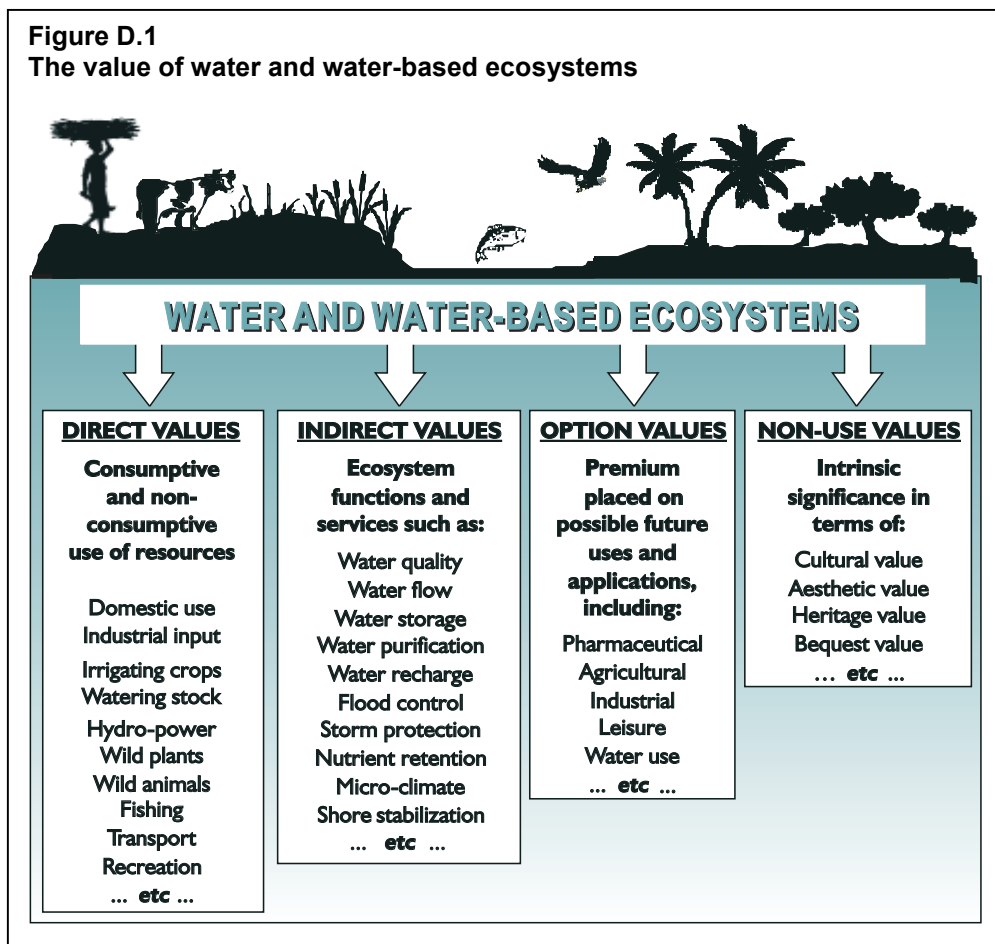 Figure D.1
The value of water and water-based ecosystems
WATER AND WATER-BASED ECOSYSTEMS
DIRECT VALUES
Consumptive
and non-
consumptive
use of resources
Domestic use
Industrial input
Irrigating crops
Watering stock
Hydro-power
Wild plants
Wild animals
Fishing
Transport
Recreation
... etc ...
INDIRECT VALUES
Ecosystem
functions and
services such as:
Water quality
Water flow
Water storage
Water purification
Water recharge
Flood control
Storm protection
Nutrient retention
Micro-climate
Shore stabilization
... etc ...
OPTION VALUES
Premium
placed on
possible future
uses and
applications,
including:
Pharmaceutical
Agricultural
Industrial
Leisure
Water use
... etc ...
NON-USE VALUES
Intrinsic
significance in
terms of:
Cultural value
Aesthetic value
Heritage value
Bequest value
... etc ...